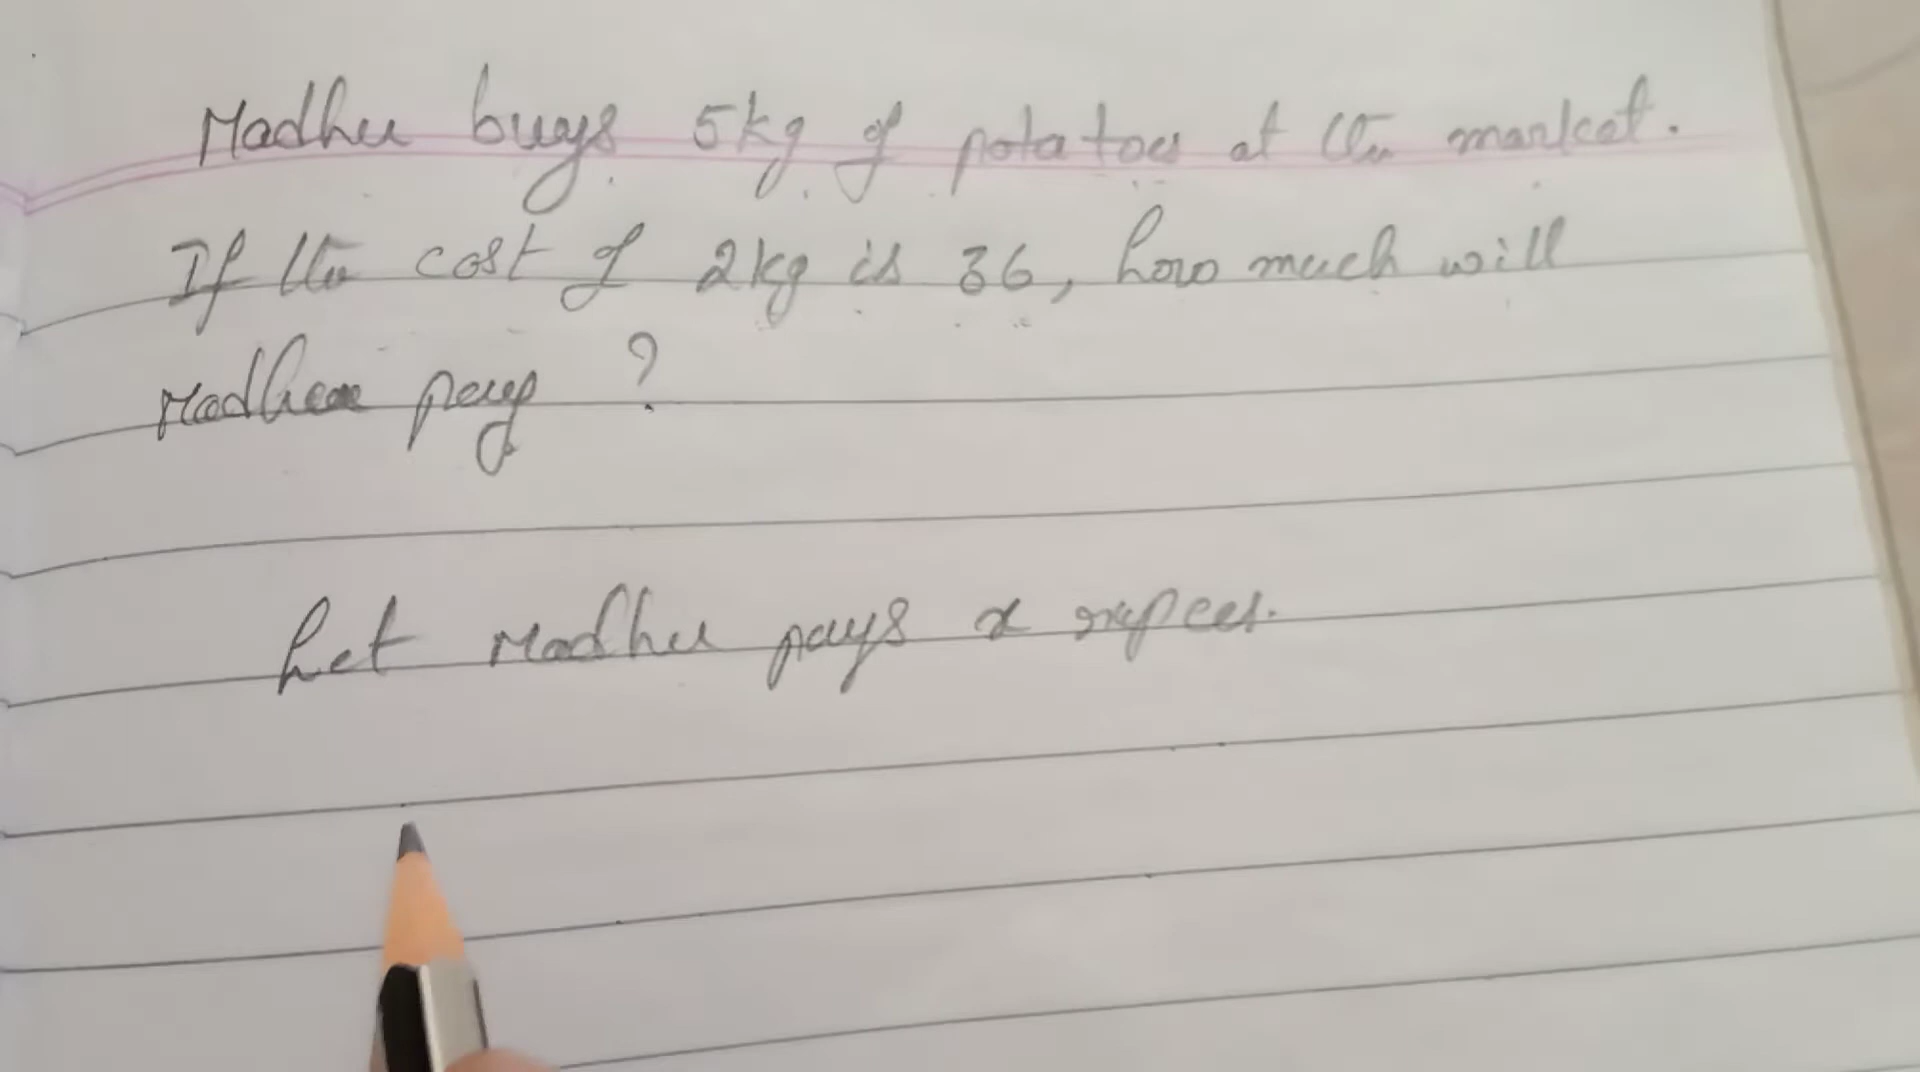 Madhu buys 5kg of potatoes at the market.
If the cost of 2kg is 36, how much will
Madhu pay ?
Let Madhu pays x rupees.